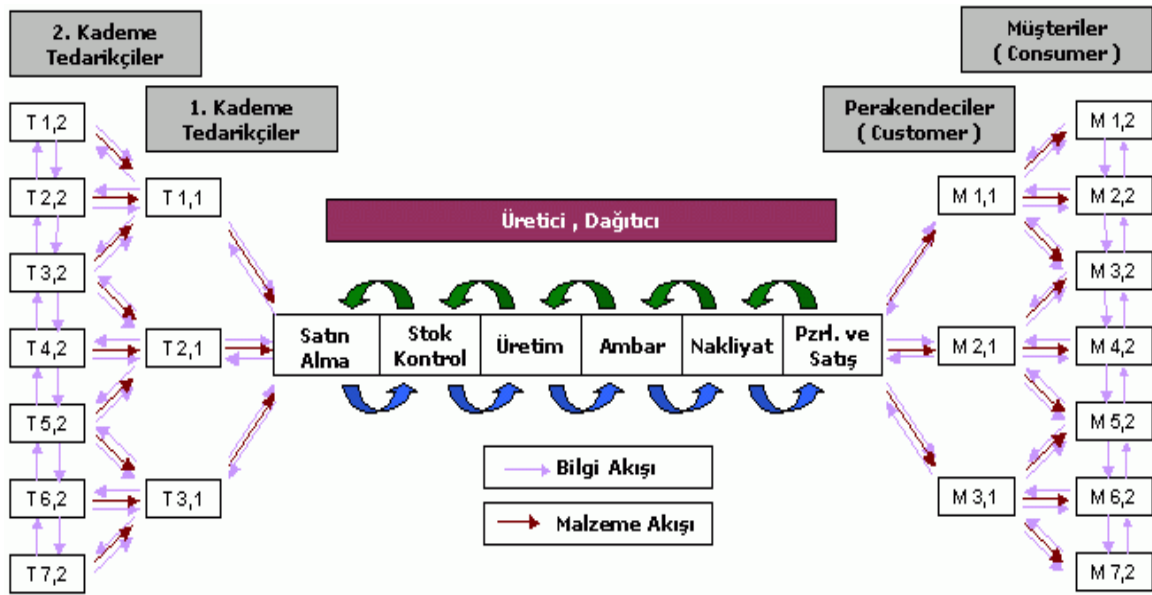 2. Kademe
Tedarikçiler
1. Kademe
Tedarikçiler
T 1,2
T 2,2
T 3,2
T 4,2
T 5,2
T 6,2
T 7,2
T 1,1
T 2,1
T 3,1
Üretici , Dağıtıcı
Satın
Alma
Stok
Kontrol
Üretim
Ambar
Nakliyat
Pzrl. ve
Satış
Bilgi Akışı
Malzeme Akışı
Perakendeciler
( Customer )
Müşteriler
( Consumer )
M 1,1
M 2,1
M 3,1
M 1,2
M 2,2
M 3,2
M 4,2
M 5,2
M 6,2
M 7,2